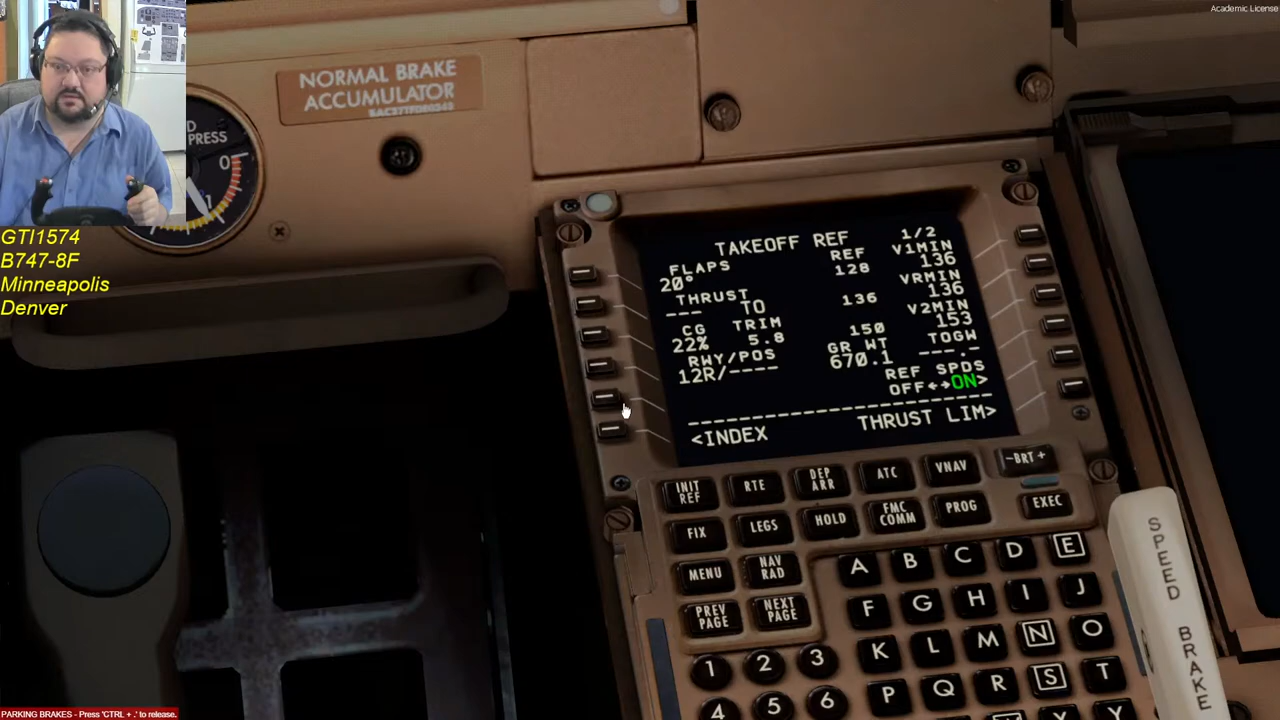 Academic License
NORMAL BRAKE
ACCUMULATOR
PRESS
0
1
GTI1574
B747-8F
Minneapolis
Denver
TAKEOFF REF 1/2
FLAPS REF V1MIN
20° 128 136
THRUST VRMIN
--- TO 136 136
CG TRIM V2MIN
22% 5.8 150 153
RWY/POS GR WT TOGW
12R/---- 670.1 ---.-
REF SPDS
OFF↔ON>
<INDEX THRUST LIM>
INIT REF
RTE
DEP ARR
ATC
VNAV
-BRT+
FIX
LEGS
HOLD
FMC COMM
PROG
EXEC
MENU
NAV RAD
PREV PAGE
NEXT PAGE
A B C D E
F G H I J
K L M N O
P Q R S T
1 2 3
4 5 6
SPEED BRAKE
PARKING BRAKES - Press 'CTRL + .' to release.